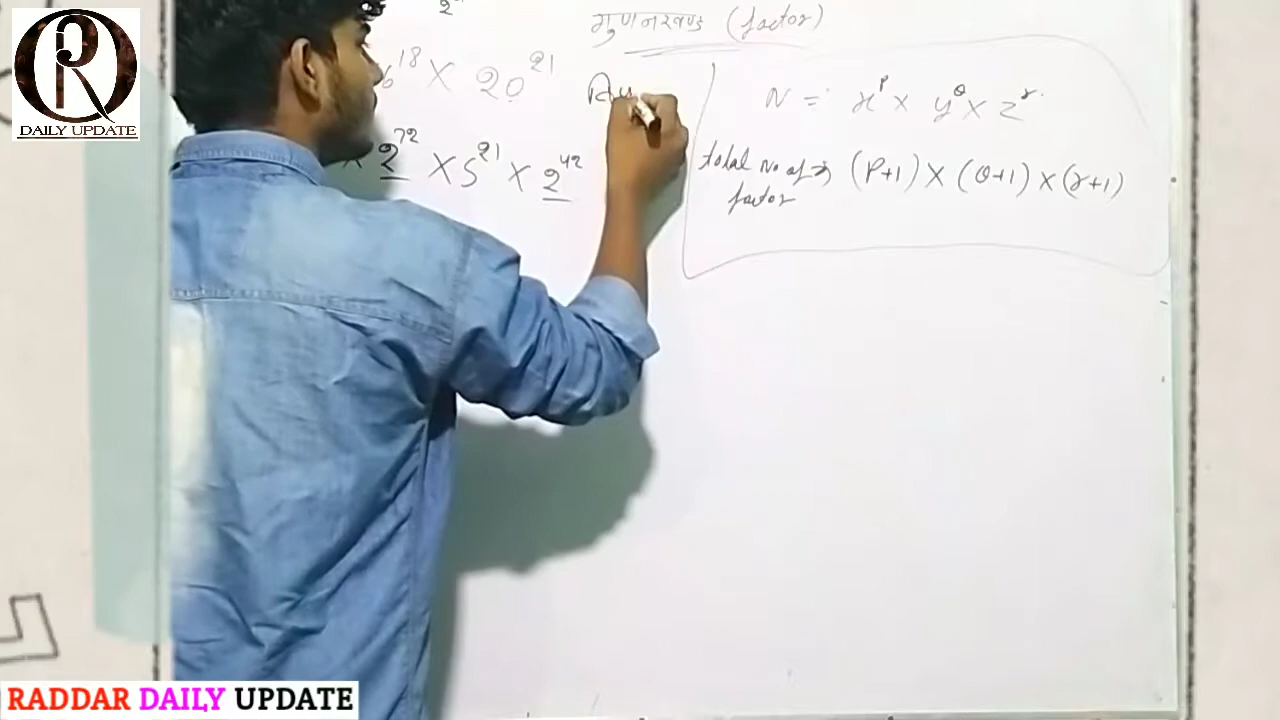 DAILY UPDATE
गुणनखण्ड (factor)
6^18 × 20^21
× 2^72 × 5^21 × 2^42
N = x^p × y^q × z^r
total No of → (P+1) × (Q+1) × (r+1)
factor
RADDAR DAILY UPDATE